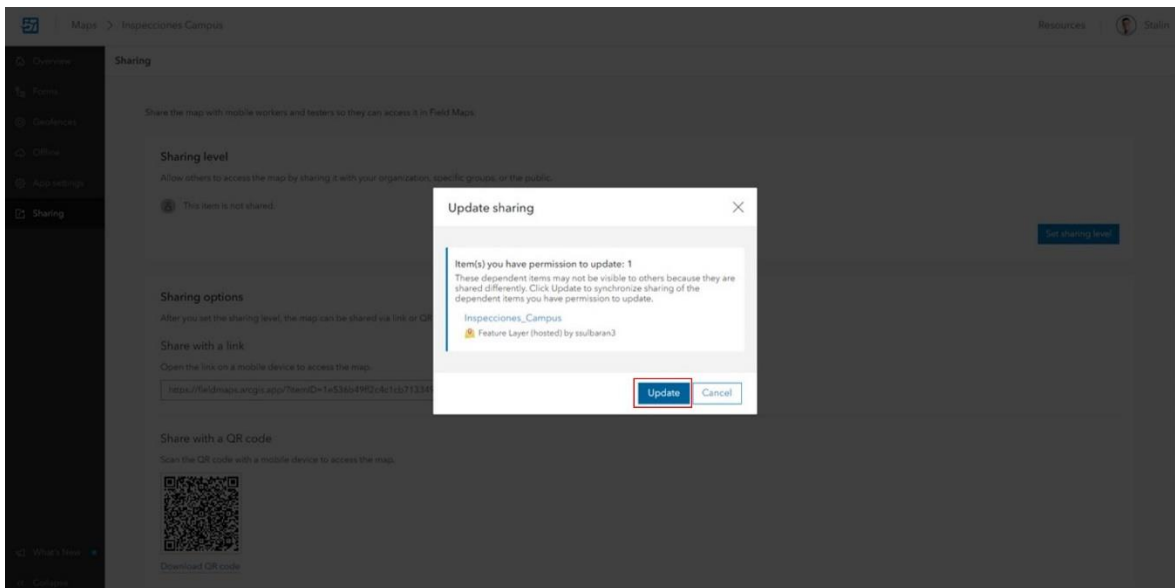 Maps > Inspecciones Campus
Resources
Stalin
Overview
Sharing
Forms
Share the map with mobile workers and testers so they can access it in Field Maps.
Geofences
Offline
Sharing level
Allow others to access the map by sharing it with your organization, specific groups, or the public.
App settings
Sharing
This item is not shared.
Set sharing level
Update sharing
Item(s) you have permission to update: 1
These dependent items may not be visible to others because they are
shared differently. Click Update to synchronize sharing of the
dependent items you have permission to update.
Inspecciones_Campus
Feature Layer (hosted) by ssulbaran3
Update
Cancel
Sharing options
After you set the sharing level, the map can be shared via link or QR
Share with a link
Open the link on a mobile device to access the map.
Share with a QR code
Scan the QR code with a mobile device to access the map.
Download QR code
What's New
Collapse